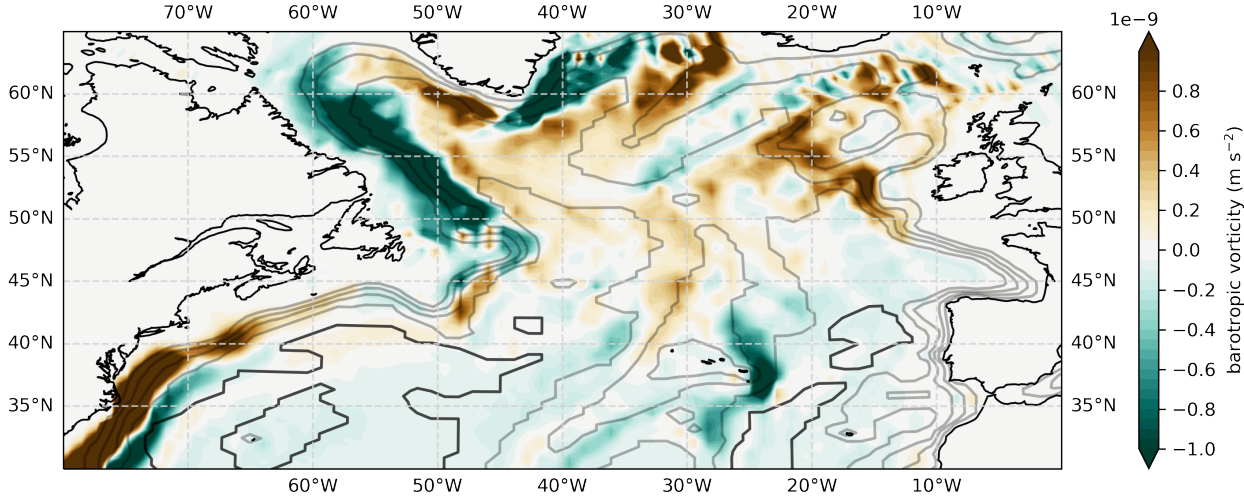 70°W 60°W 50°W 40°W 30°W 20°W 10°W
1e−9
60°N 60°N 0.8
0.6
55°N 55°N 0.4
50°N 50°N 0.2
0.0
45°N 45°N −0.2
40°N 40°N −0.4
−0.6
35°N 35°N −0.8
−1.0
barotropic vorticity (m s⁻²)
60°W 50°W 40°W 30°W 20°W 10°W